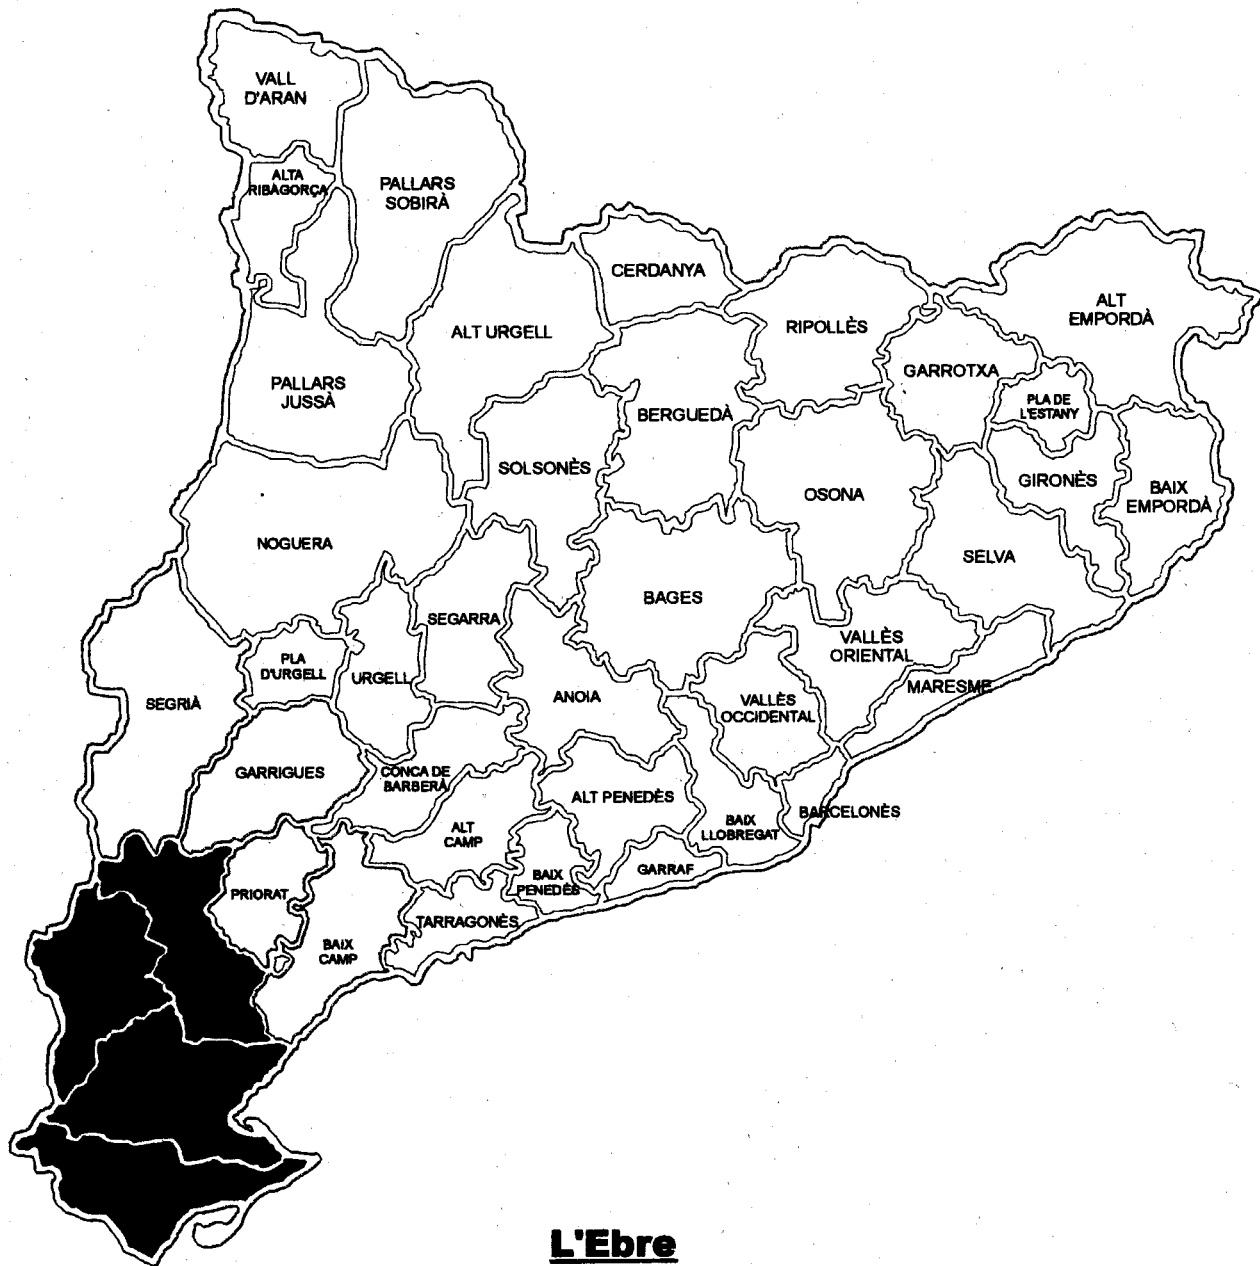 VALL
D'ARAN
ALTA
RIBAGORÇA
PALLARS
SOBIRÀ
CERDANYA
ALT
EMPORDÀ
RIPOLLÈS
ALT URGELL
GARROTXA
PALLARS
JUSSÀ
PLA DE
L'ESTANY
BERGUEDÀ
SOLSONÈS
GIRONÈS
BAIX
EMPORDÀ
OSONA
NOGUERA
SELVA
BAGES
SEGARRA
VALLÈS
ORIENTAL
PLA
D'URGELL
URGELL
MARESME
ANOIA
SEGRIÀ
VALLÈS
OCCIDENTAL
GARRIGUES
CONCA DE
BARBERÀ
ALT PENEDÈS
BARCELONÈS
BAIX
LLOBREGAT
ALT
CAMP
GARRAF
BAIX
PENEDÈS
PRIORAT
TARRAGONÈS
BAIX
CAMP
L'Ebre